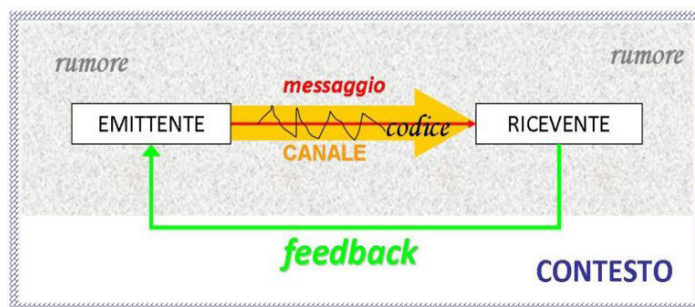 rumore
rumore
messaggio
EMITTENTE
codice
RICEVENTE
CANALE
feedback
CONTESTO